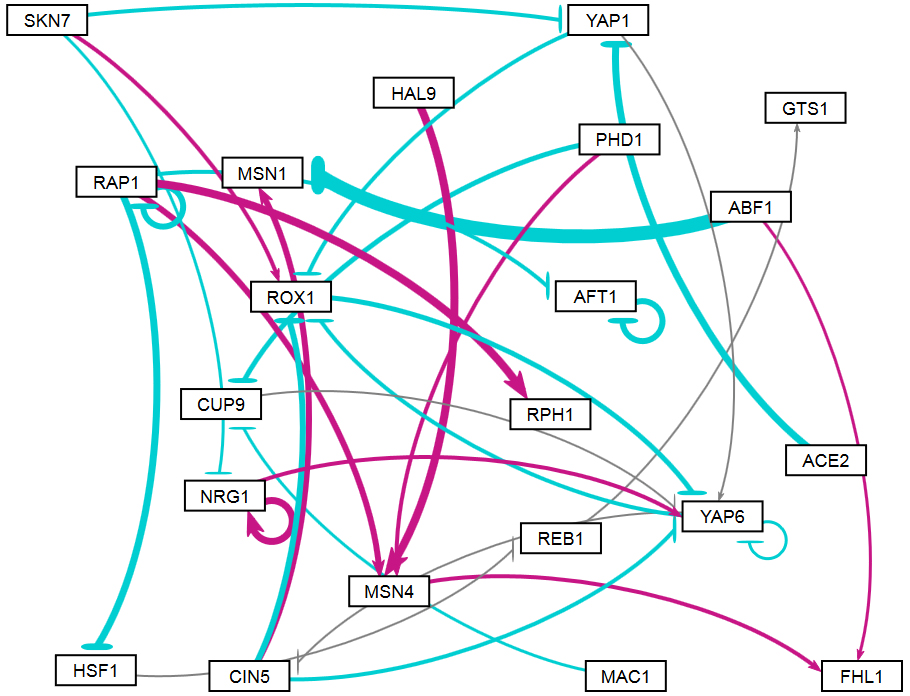 SKN7
YAP1
HAL9
GTS1
PHD1
MSN1
RAP1
ABF1
ROX1
AFT1
CUP9
RPH1
ACE2
NRG1
YAP6
REB1
MSN4
HSF1
CIN5
MAC1
FHL1